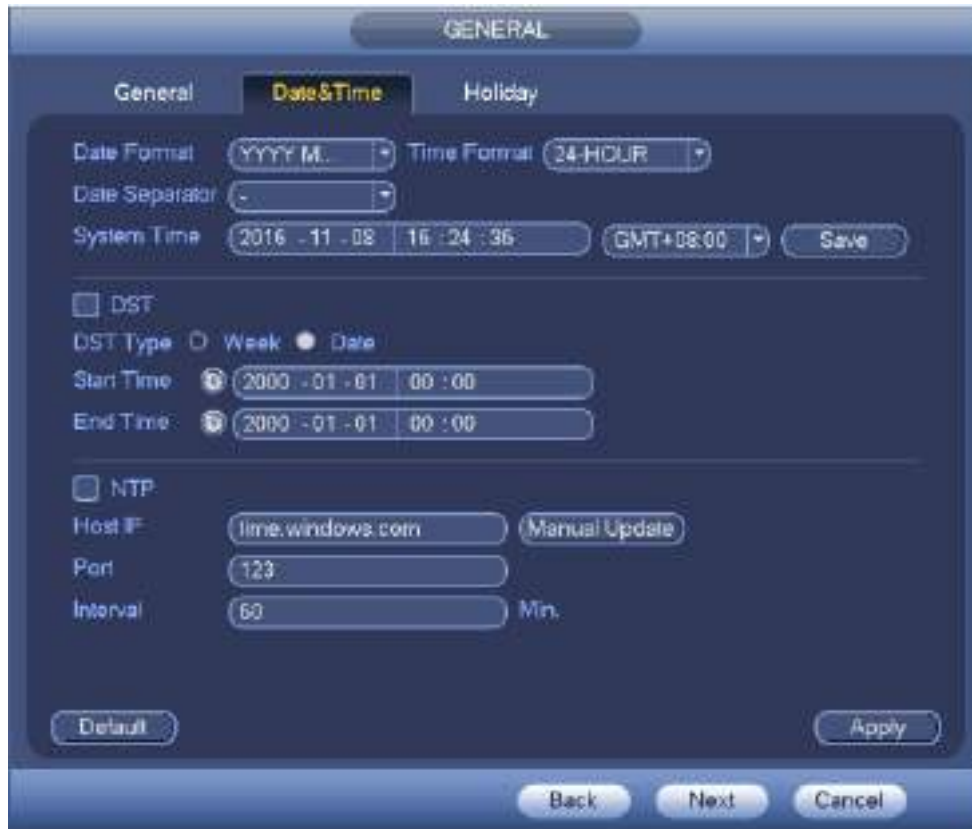 GENERAL
General Date&Time Holiday
Date Format YYYY M.. Time Format 24-HOUR
Date Separator -
System Time 2016 - 11 - 08 16 : 24 : 36 GMT+08:00 Save
DST
DST Type Week Date
Start Time 2000 - 01 - 01 00 : 00
End Time 2000 - 01 - 01 00 : 00
NTP
Host IP time.windows.com Manual Update
Port 123
Interval 60 Min.
Default Apply
Back Next Cancel